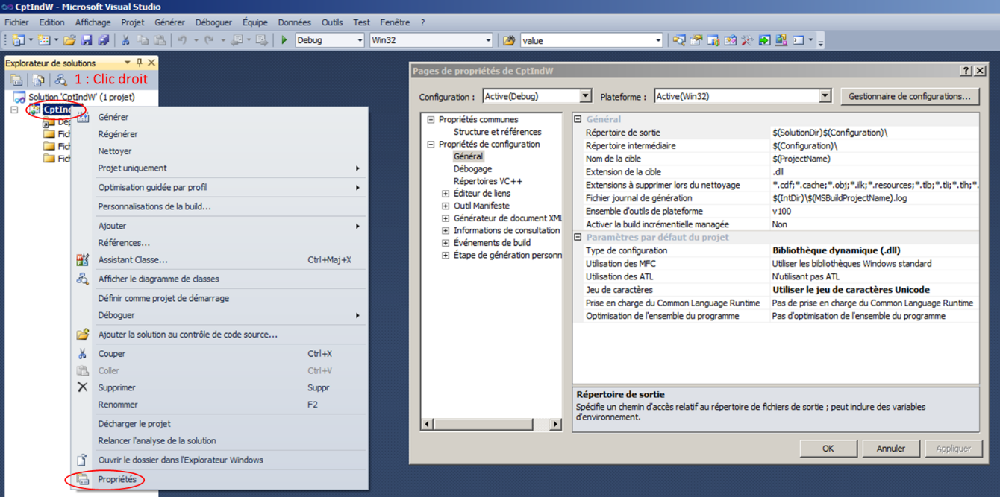 CptIndW - Microsoft Visual Studio
Fichier Edition Affichage Projet Générer Déboguer Équipe Données Outils Test Fenêtre ?
Debug Win32 value
Explorateur de solutions
1 : Clic droit
Solution 'CptIndW' (1 projet)
CptInd
Dép
Fich
Fich
Fich
Générer
Régénérer
Nettoyer
Projet uniquement
Optimisation guidée par profil
Personnalisations de la build...
Ajouter
Références...
Assistant Classe... Ctrl+Maj+X
Afficher le diagramme de classes
Définir comme projet de démarrage
Déboguer
Ajouter la solution au contrôle de code source...
Couper Ctrl+X
Coller Ctrl+V
Supprimer Suppr
Renommer F2
Décharger le projet
Relancer l'analyse de la solution
Ouvrir le dossier dans l'Explorateur Windows
Propriétés
Pages de propriétés de CptIndW
Configuration : Active(Debug) Plateforme : Active(Win32) Gestionnaire de configurations...
Propriétés communes
Structure et références
Propriétés de configuration
Général
Débogage
Répertoires VC++
Éditeur de liens
Outil Manifeste
Générateur de document XML
Informations de consultation
Événements de build
Étape de génération personn
Général
Répertoire de sortie $(SolutionDir)$(Configuration)\
Répertoire intermédiaire $(Configuration)\
Nom de la cible $(ProjectName)
Extension de la cible .dll
Extensions à supprimer lors du nettoyage *.cdf;*.cache;*.obj;*.ilk;*.resources;*.tlb;*.tli;*.tlh;*.
Fichier journal de génération $(IntDir)\$(MSBuildProjectName).log
Ensemble d'outils de plateforme v100
Activer la build incrémentielle managée Non
Paramètres par défaut du projet
Type de configuration Bibliothèque dynamique (.dll)
Utilisation des MFC Utiliser les bibliothèques Windows standard
Utilisation des ATL N'utilisant pas ATL
Jeu de caractères Utiliser le jeu de caractères Unicode
Prise en charge du Common Language Runtime Pas de prise en charge du Common Language Runtime
Optimisation de l'ensemble du programme Pas d'optimisation de l'ensemble du programme
Répertoire de sortie
Spécifie un chemin d'accès relatif au répertoire de fichiers de sortie ; peut inclure des variables
d'environnement.
OK Annuler Appliquer